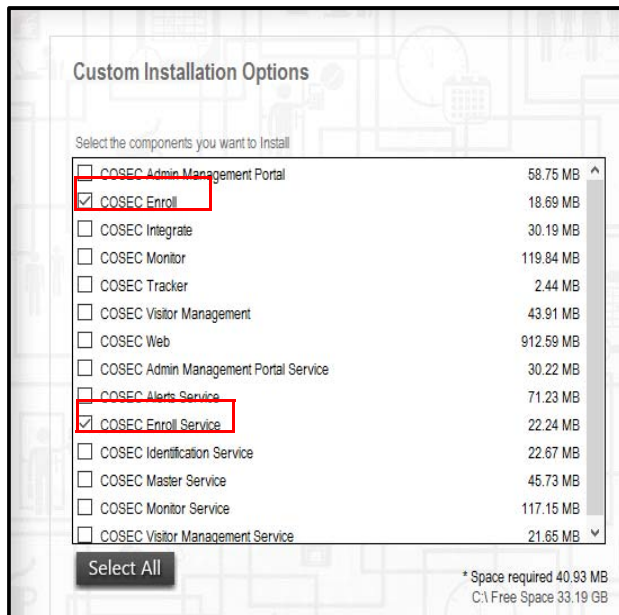 Custom Installation Options
Select the components you want to Install
COSEC Admin Management Portal 58.75 MB
COSEC Enroll 18.69 MB
COSEC Integrate 30.19 MB
COSEC Monitor 119.84 MB
COSEC Tracker 2.44 MB
COSEC Visitor Management 43.91 MB
COSEC Web 912.59 MB
COSEC Admin Management Portal Service 30.22 MB
COSEC Alerts Service 71.23 MB
COSEC Enroll Service 22.24 MB
COSEC Identification Service 22.67 MB
COSEC Master Service 45.73 MB
COSEC Monitor Service 117.15 MB
COSEC Visitor Management Service 21.65 MB
Select All
* Space required 40.93 MB
C:\ Free Space 33.19 GB